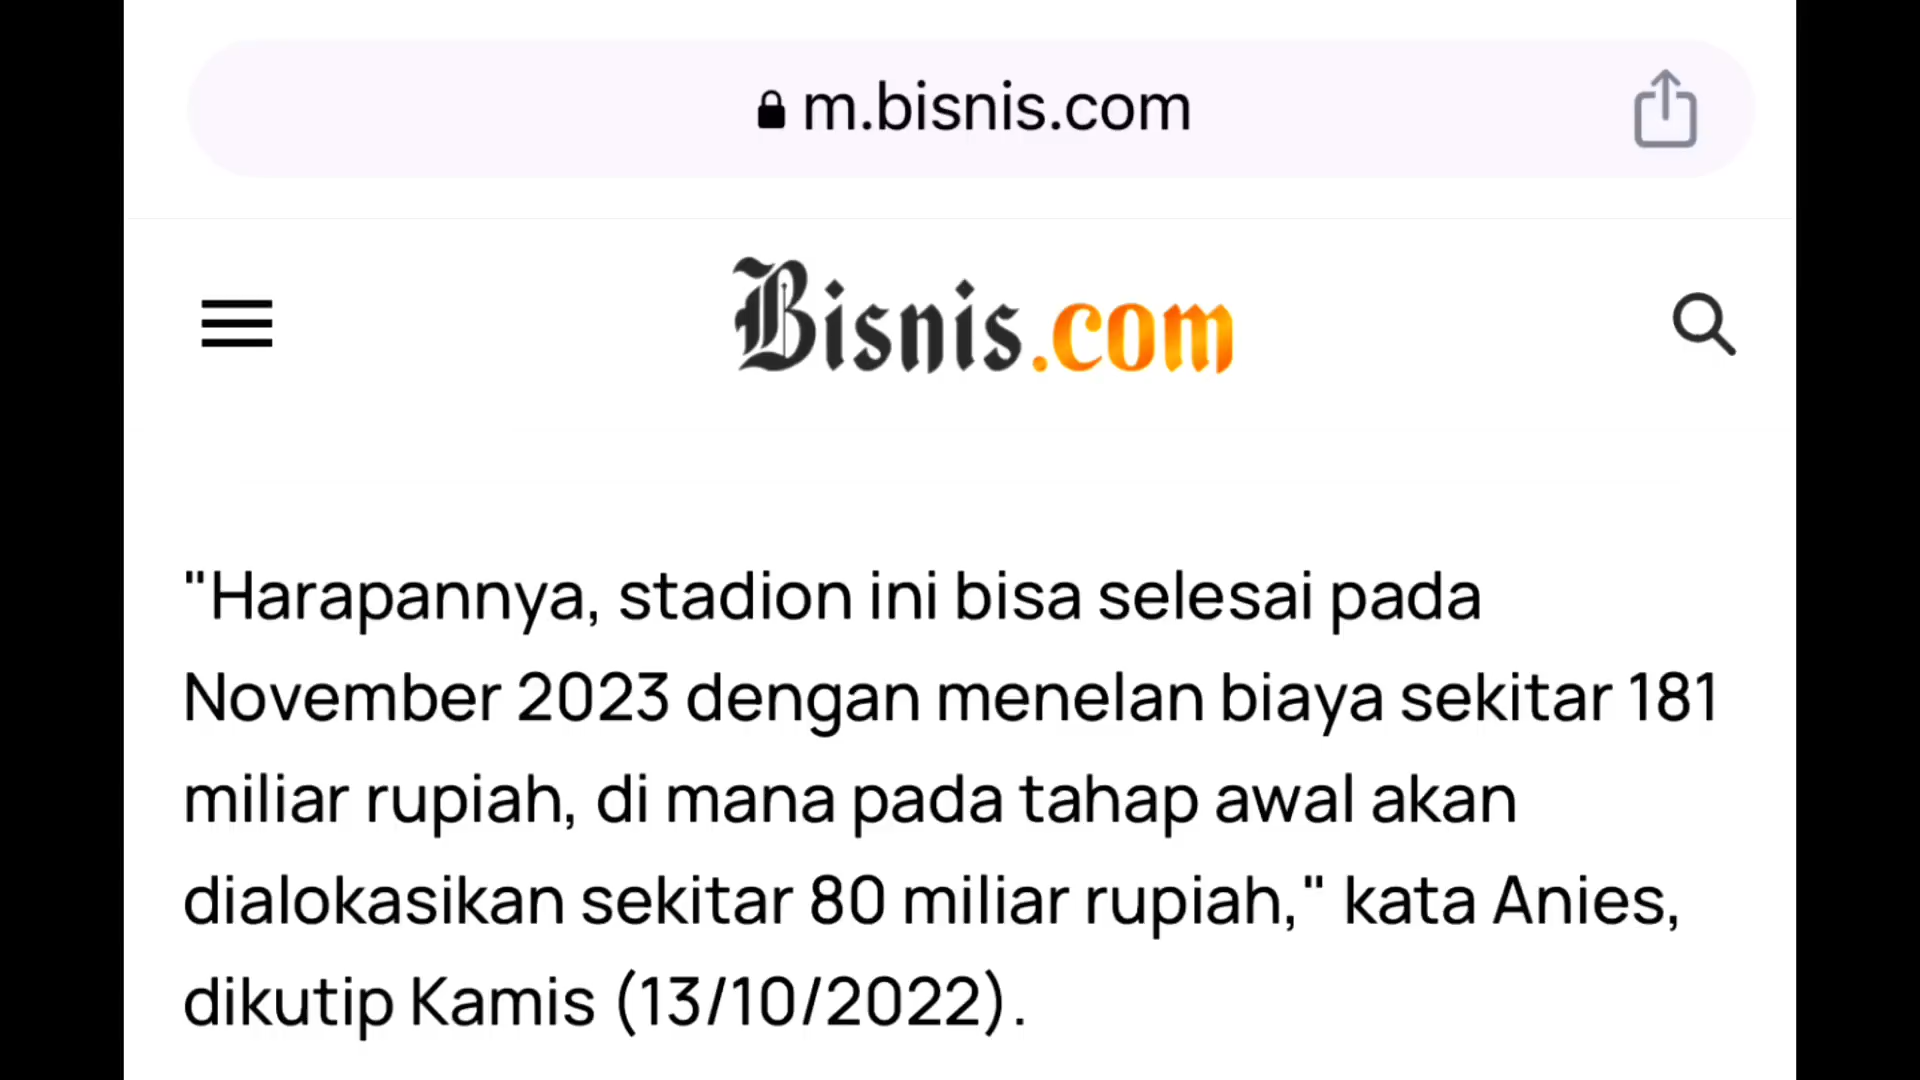 m.bisnis.com
Bisnis.com
"Harapannya, stadion ini bisa selesai pada
November 2023 dengan menelan biaya sekitar 181
miliar rupiah, di mana pada tahap awal akan
dialokasikan sekitar 80 miliar rupiah," kata Anies,
dikutip Kamis (13/10/2022).